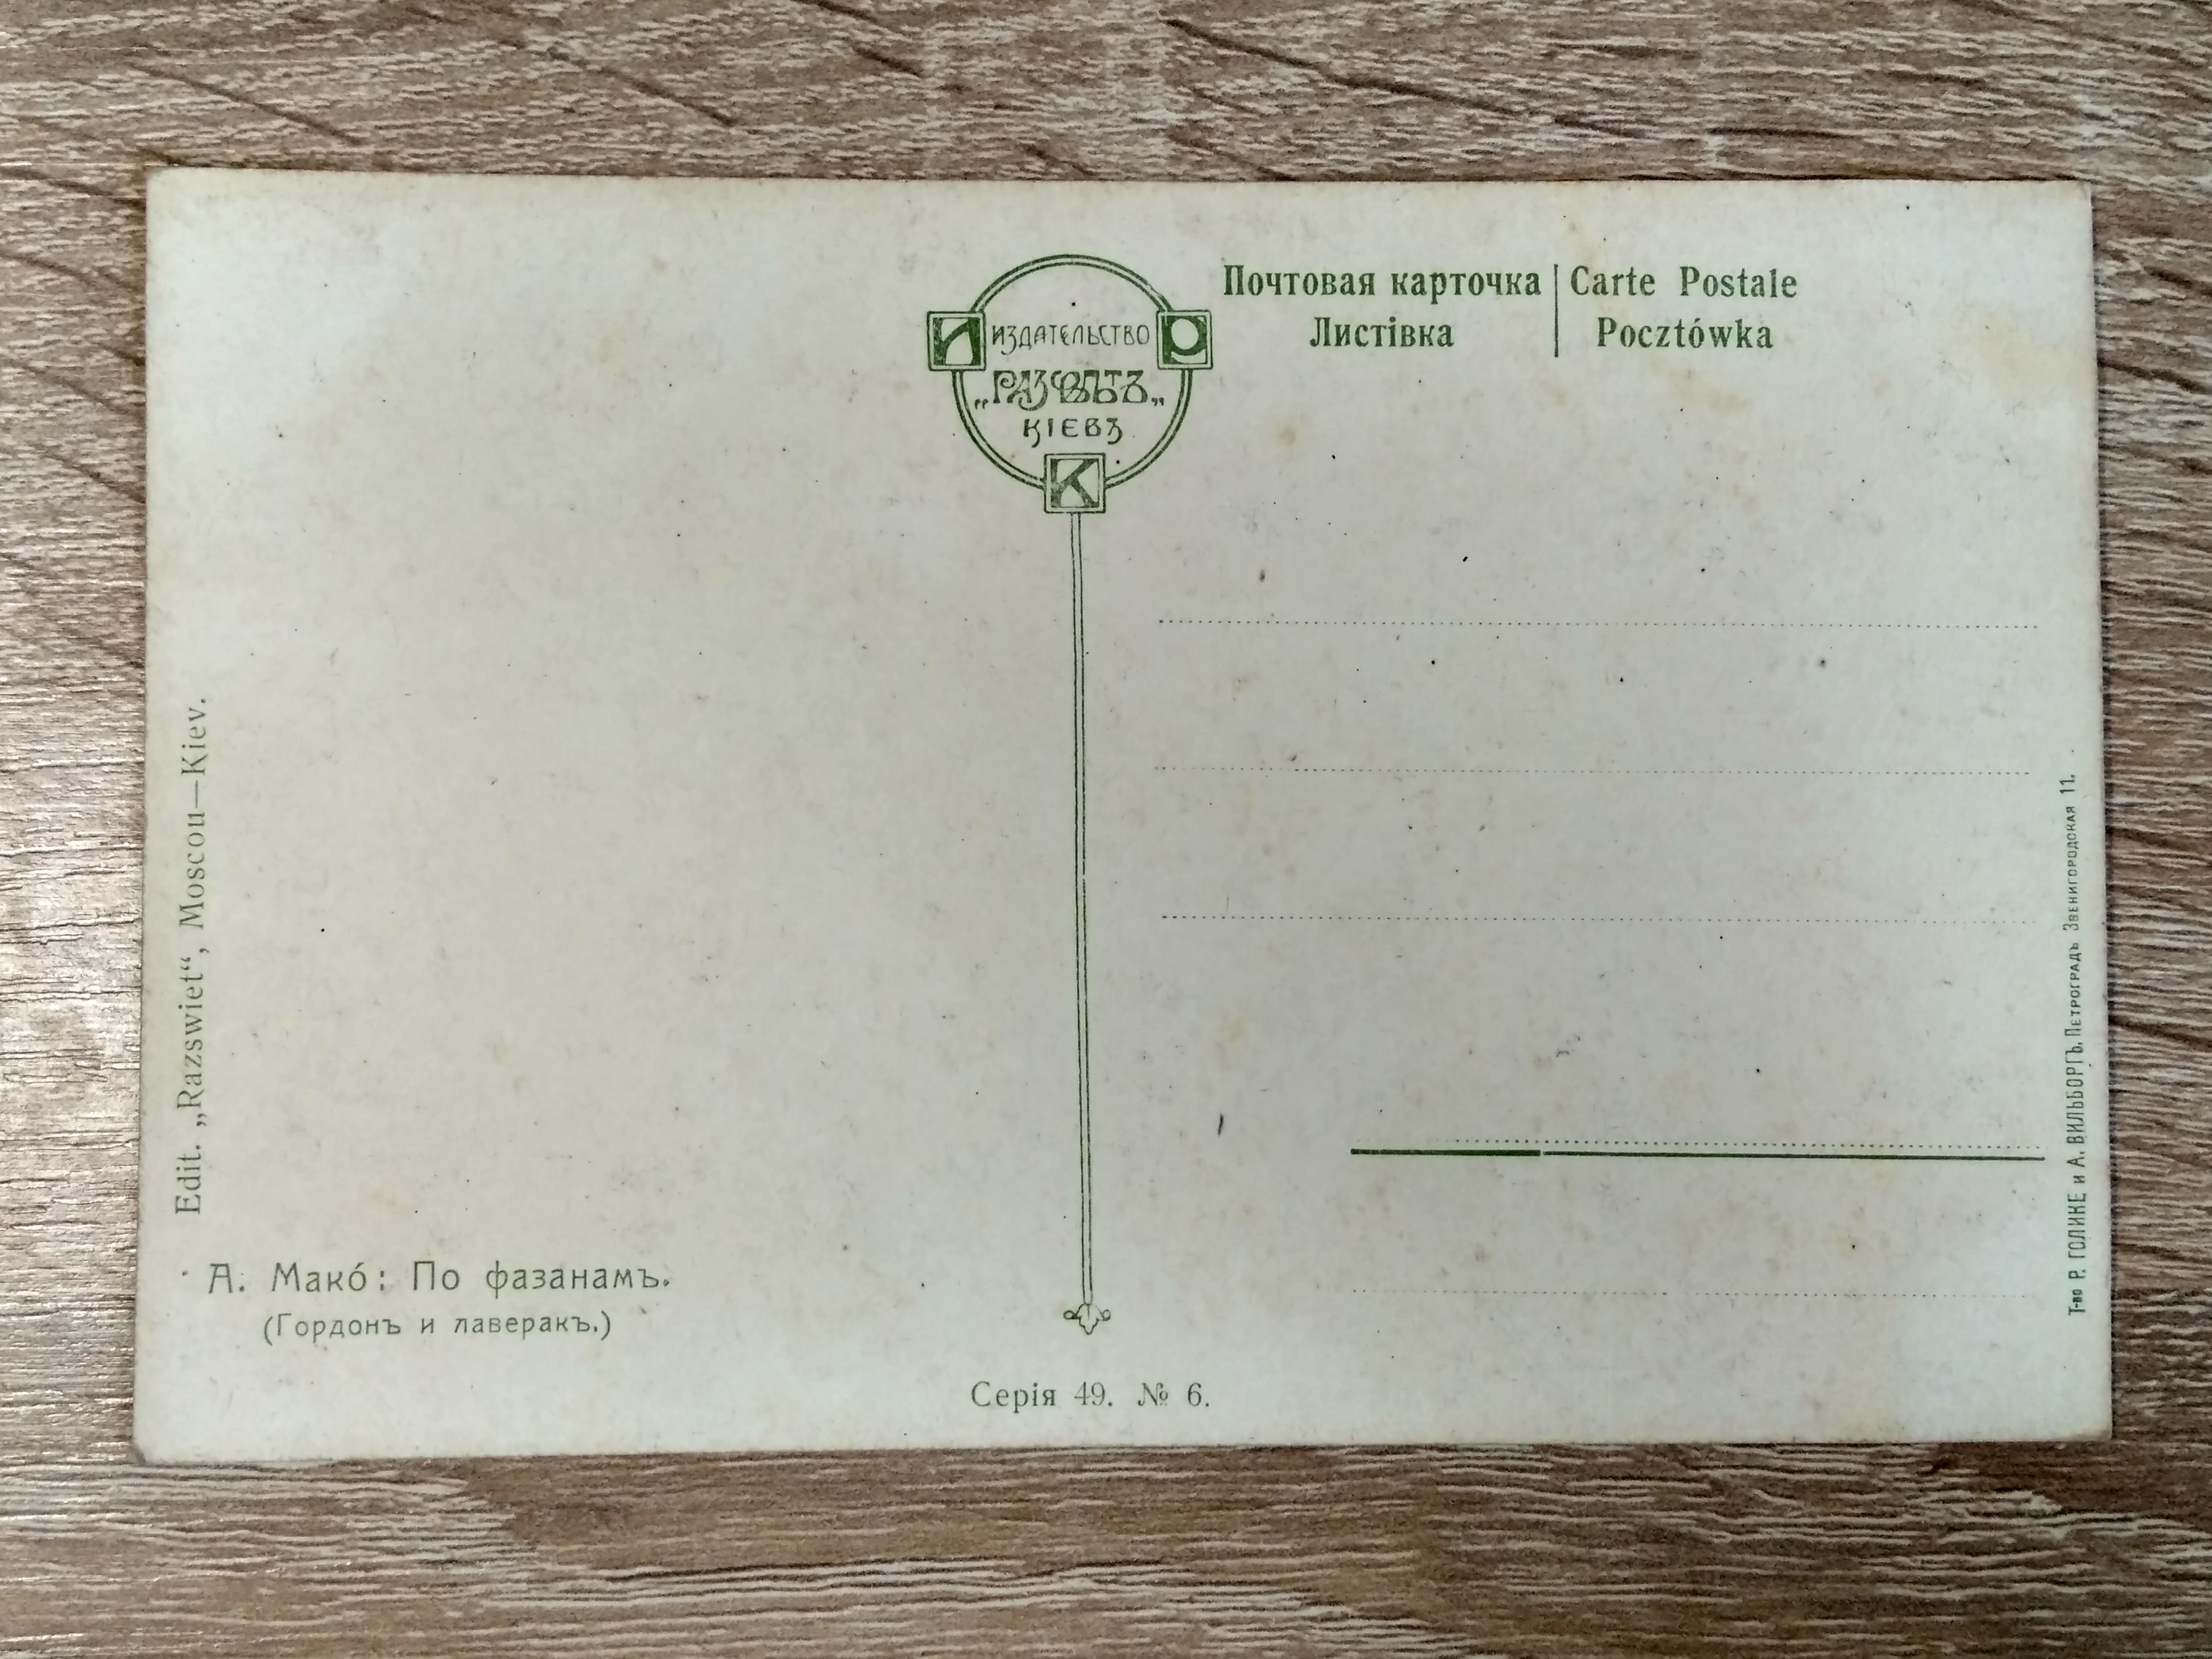 Почтовая карточка
Листівка
Carte Postale
Pocztówka
И
ИЗДАТЕЛЬСТВО
Р
„РАЗСВѢТЪ„
КІЕВЪ
К
Edit. „Razswiet“, Moscou—Kiev.
А. Мако́: По фазанамъ.
(Гордонъ и лаверакъ.)
Серія 49. № 6.
Т-во Р. ГОЛИКЕ и А. ВИЛЬБОРГЪ. Петроградъ Звенигородская 11.